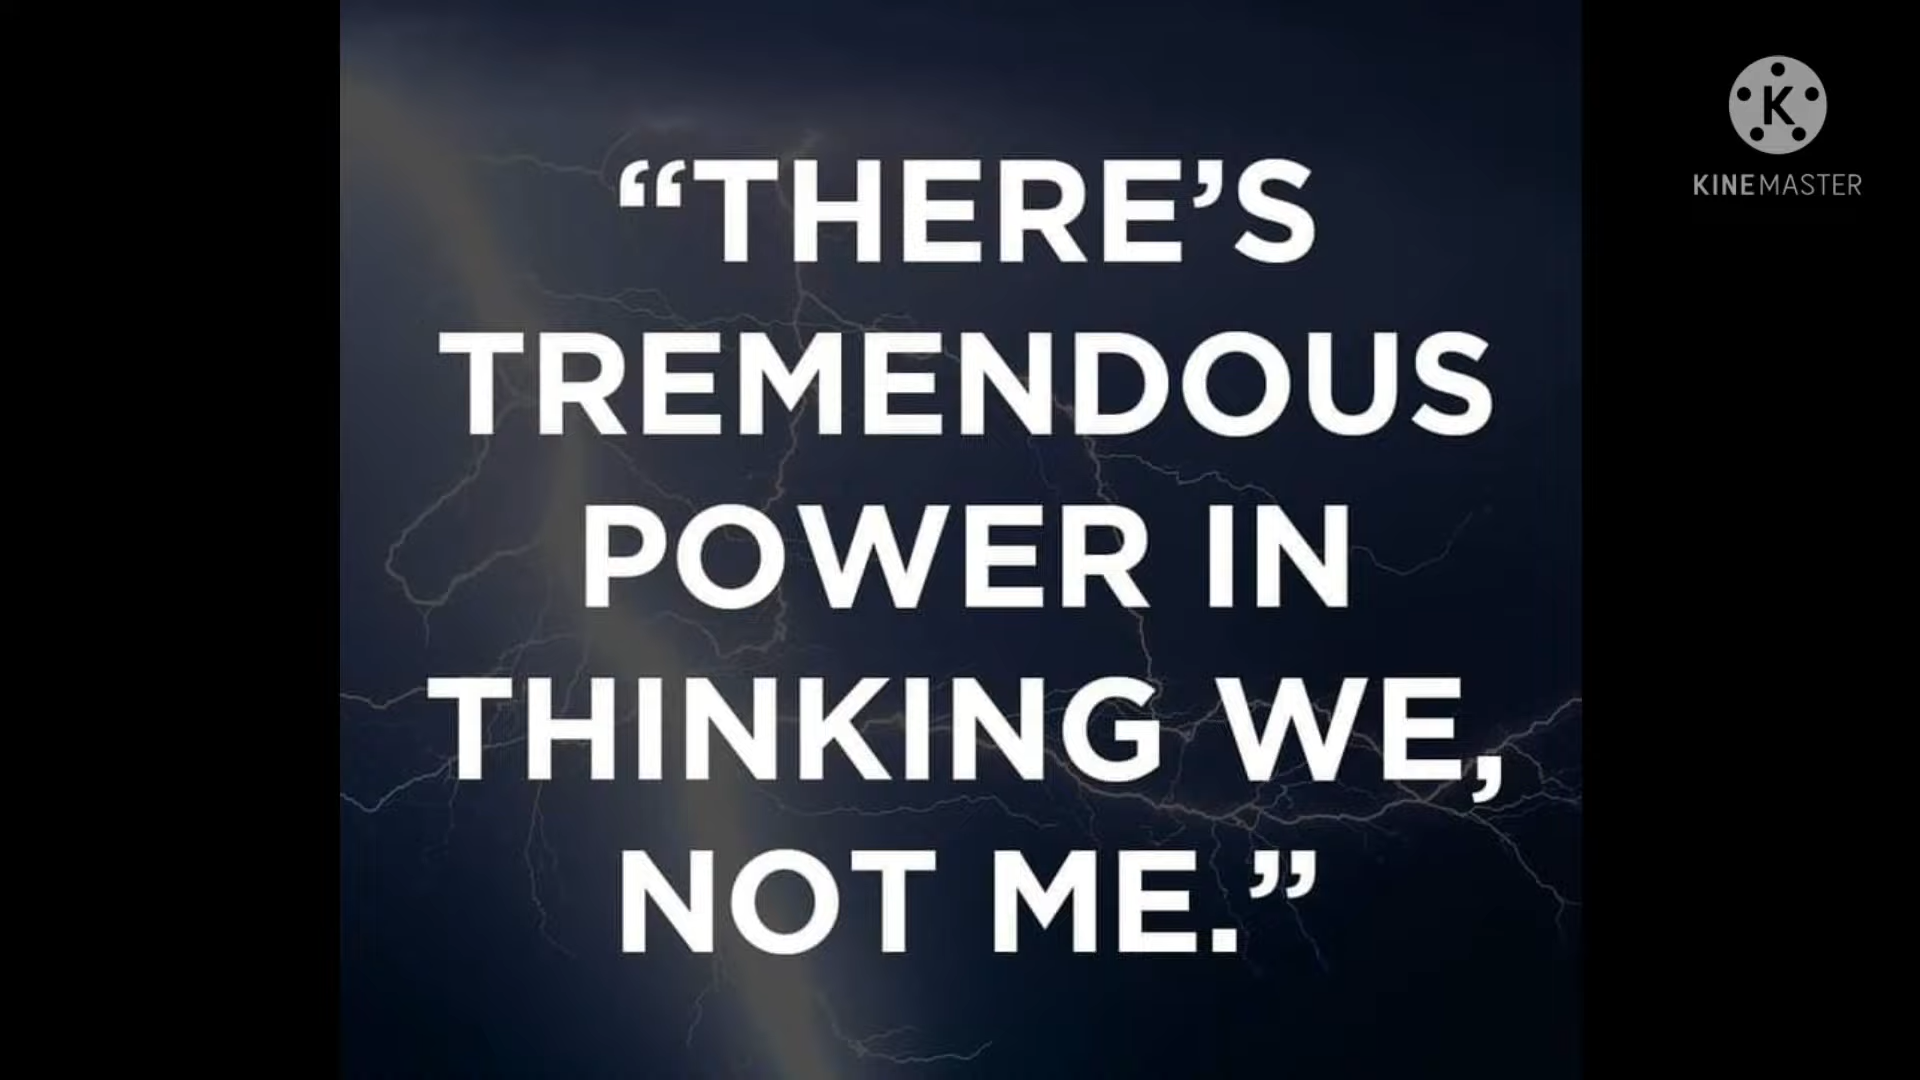 “THERE’S
TREMENDOUS
POWER IN
THINKING WE,
NOT ME.”
K
KINEMASTER